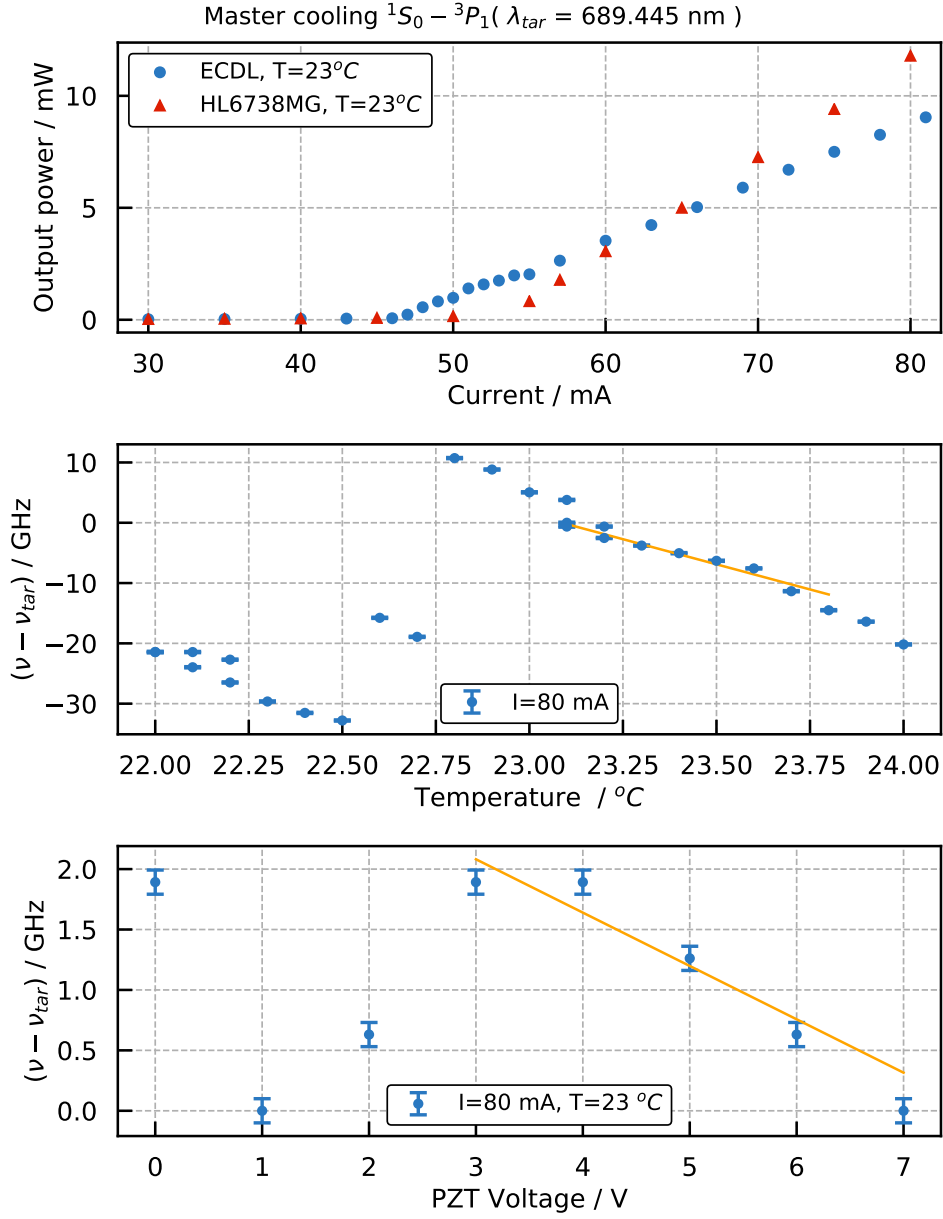 Master cooling ¹S₀ − ³P₁( λ_tar = 689.445 nm )
10
5
0
Output power / mW
ECDL, T=23°C
HL6738MG, T=23°C
30 40 50 60 70 80
Current / mA
10
0
−10
−20
−30
(ν − ν_tar) / GHz
I=80 mA
22.00 22.25 22.50 22.75 23.00 23.25 23.50 23.75 24.00
Temperature / °C
2.0
1.5
1.0
0.5
0.0
(ν − ν_tar) / GHz
I=80 mA, T=23 °C
0 1 2 3 4 5 6 7
PZT Voltage / V